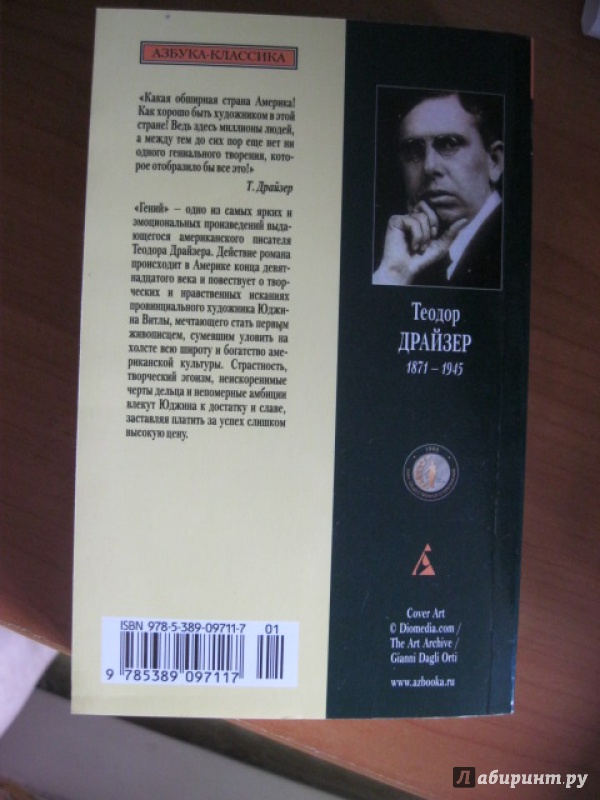 АЗБУКА-КЛАССИКА
«Какая обширная страна Америка!
Как хорошо быть художником в этой
стране! Ведь здесь миллионы людей,
а между тем до сих пор еще нет ни
одного гениального творения, кото-
рое отобразило бы все это!»
Т. Драйзер
«Гений» – одно из самых ярких и
эмоциональных произведений выда-
ющегося американского писателя
Теодора Драйзера. Действие романа
происходит в Америке конца девят-
надцатого века и повествует о твор-
ческих и нравственных исканиях
провинциального художника Юджи-
на Витлы, мечтающего стать первым
живописцем, сумевшим уловить на
холсте всю широту и богатство аме-
риканской культуры. Страстность,
творческий эгоизм, неискоренимые
черты дельца и непомерные амбиции
влекут Юджина к достатку и славе,
заставляя платить за успех слишком
высокую цену.
ISBN 978-5-389-09711-7 01
9 785389 097117
Теодор
ДРАЙЗЕР
1871 – 1945
Cover Art
© Diomedia.com /
The Art Archive /
Gianni Dagli Orti
www.azbooka.ru
Лабиринт.ру